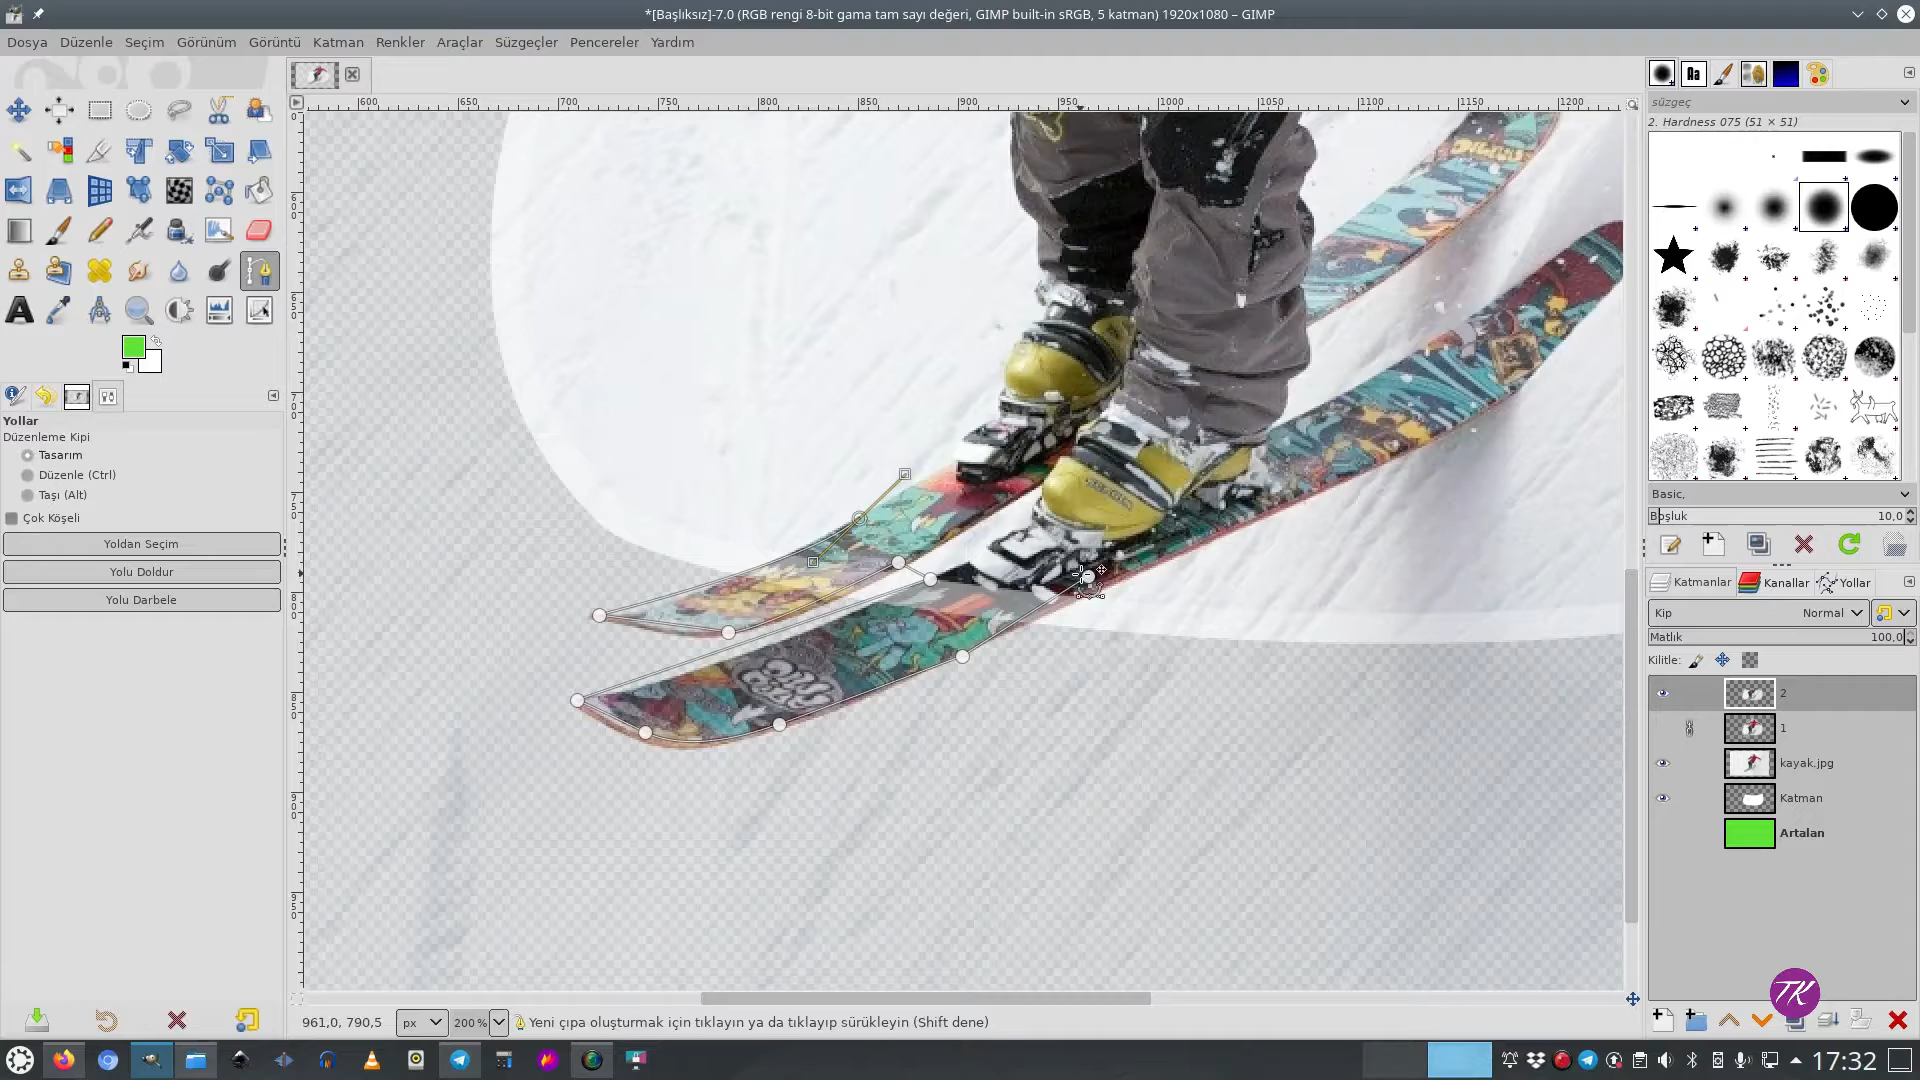 *[Başlıksız]-7.0 (RGB rengi 8-bit gama tam sayı değeri, GIMP built-in sRGB, 5 katman) 1920x1080 – GIMP
Dosya Düzenle Seçim Görünüm Görüntü Katman Renkler Araçlar Süzgeçler Pencereler Yardım
600 650 700 750 800 850 900 950 1000 1050 1100 1150 1200
süzgeç
2. Hardness 075 (51 × 51)
Yollar
Düzenleme Kipi
Tasarım
Düzenle (Ctrl)
Taşı (Alt)
Çok Köşeli
Yoldan Seçim
Yolu Doldur
Yolu Darbele
Basic,
Boşluk 10,0
Katmanlar Kanallar Yollar
Kip Normal
Matlık 100,0
Kilitle:
2
1
kayak.jpg
Katman
Artalan
TK
961,0, 790,5 px 200 % Yeni çıpa oluşturmak için tıklayın ya da tıklayıp sürükleyin (Shift dene)
17:32